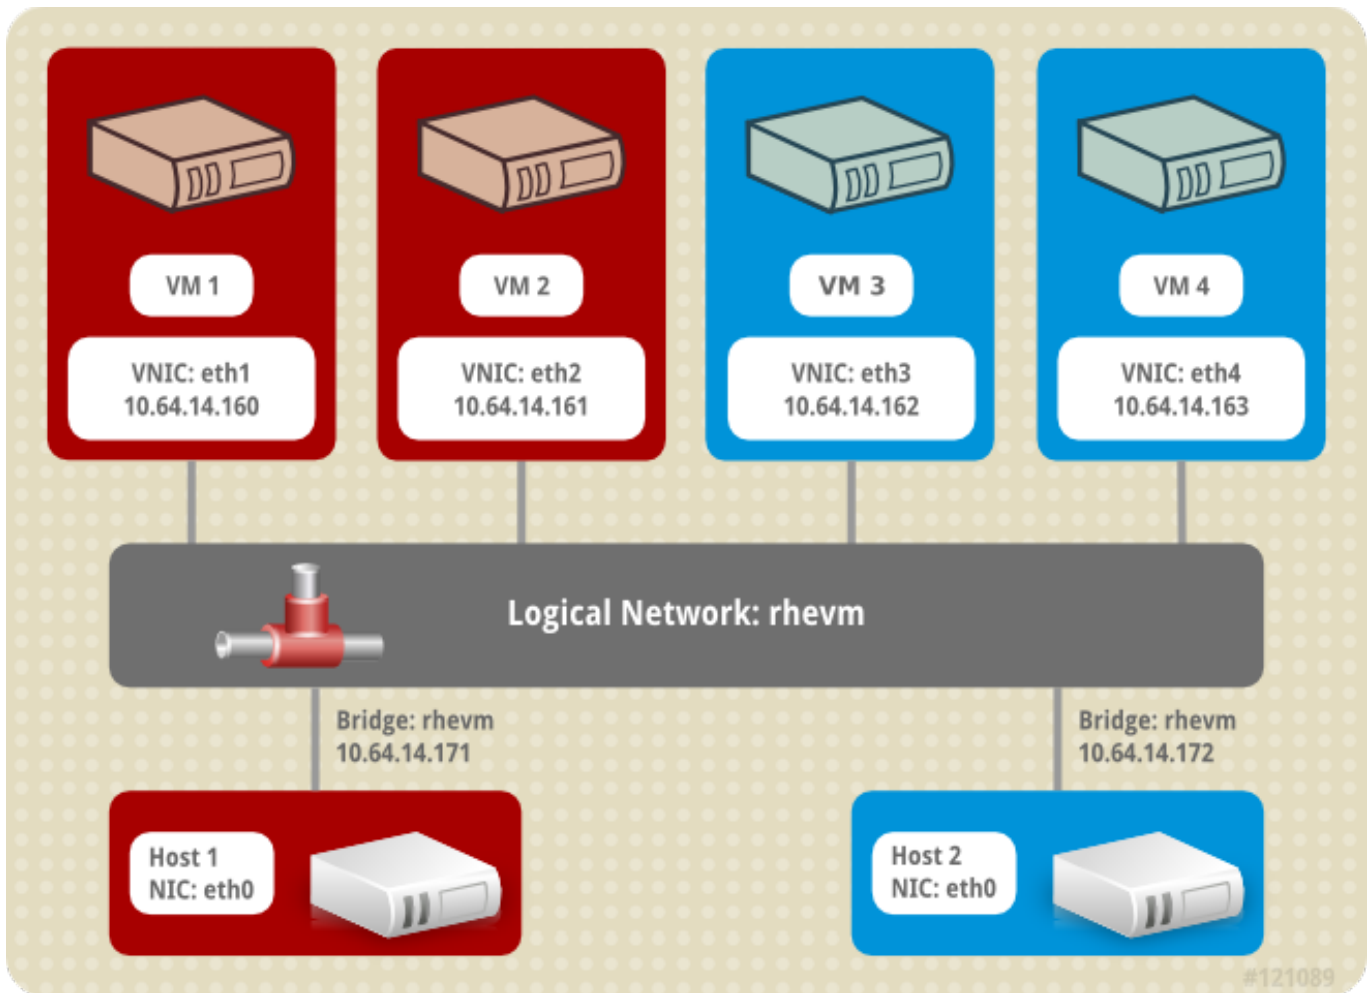 VM 1
VM 2
VM 3
VM 4
VNIC: eth1
10.64.14.160
VNIC: eth2
10.64.14.161
VNIC: eth3
10.64.14.162
VNIC: eth4
10.64.14.163
Logical Network: rhevm
Bridge: rhevm
10.64.14.171
Bridge: rhevm
10.64.14.172
Host 1
NIC: eth0
Host 2
NIC: eth0
#121089